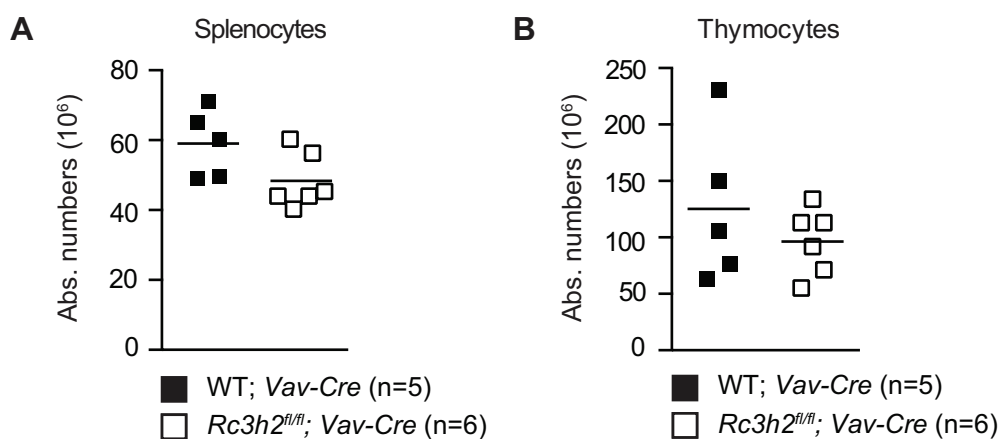 A
Splenocytes
Abs. numbers (10⁶)
80
60
40
20
0
WT; Vav-Cre (n=5)
Rc3h2fl/fl; Vav-Cre (n=6)
B
Thymocytes
Abs. numbers (10⁶)
250
200
150
100
50
0
WT; Vav-Cre (n=5)
Rc3h2fl/fl; Vav-Cre (n=6)